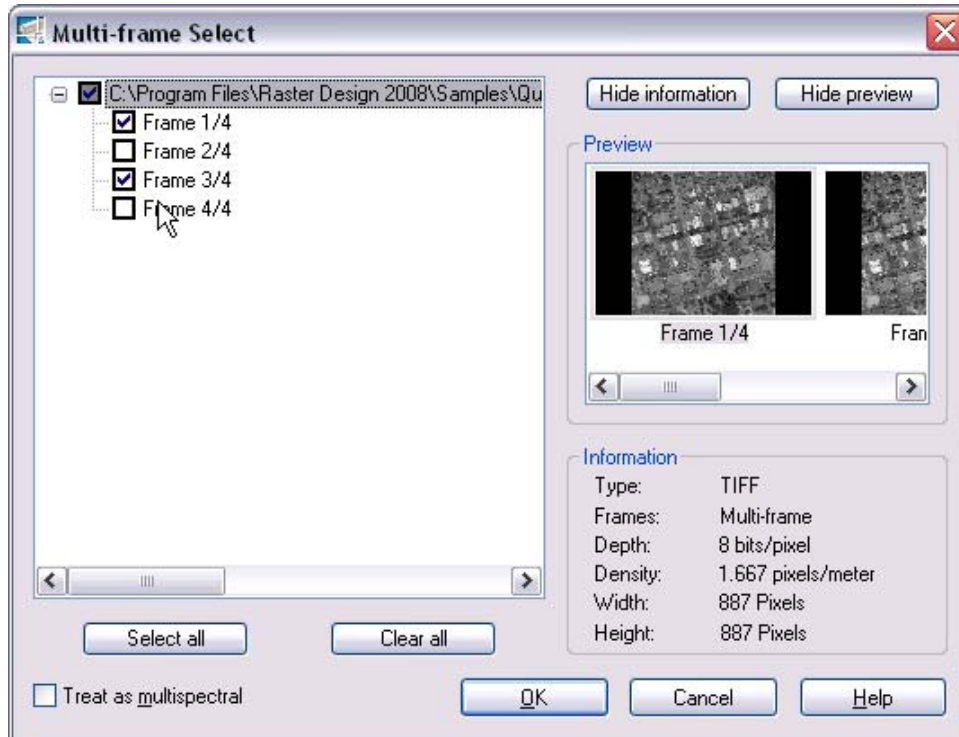 Multi-frame Select
C:\Program Files\Raster Design 2008\Samples\Qu
Frame 1/4
Frame 2/4
Frame 3/4
Frame 4/4
Select all
Clear all
Treat as multispectral
Hide information
Hide preview
Preview
Frame 1/4
Fran
Information
Type: TIFF
Frames: Multi-frame
Depth: 8 bits/pixel
Density: 1.667 pixels/meter
Width: 887 Pixels
Height: 887 Pixels
OK
Cancel
Help